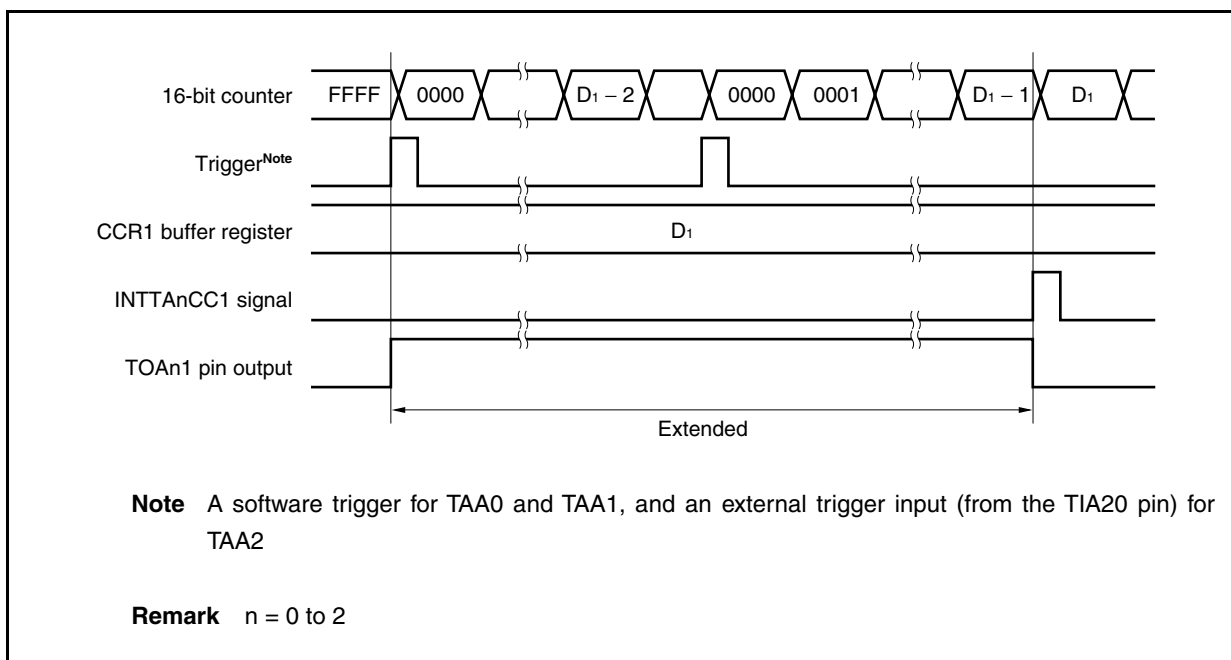 16-bit counter FFFF 0000 D₁ − 2 0000 0001 D₁ − 1 D₁
Trigger^Note
CCR1 buffer register D₁
INTTAnCC1 signal
TOAn1 pin output
Extended
Note A software trigger for TAA0 and TAA1, and an external trigger input (from the TIA20 pin) for
TAA2
Remark n = 0 to 2